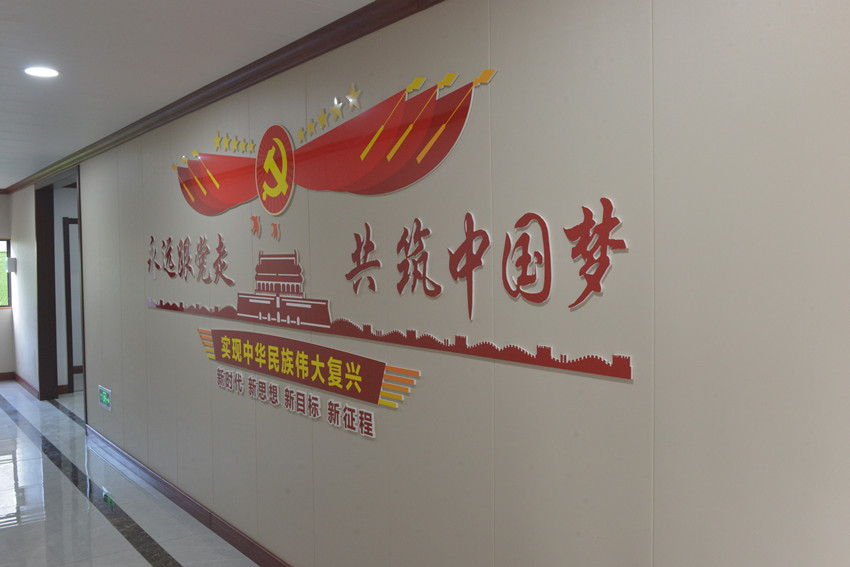 永远跟党走 共筑中国梦
实现中华民族伟大复兴
新时代 新思想 新目标 新征程